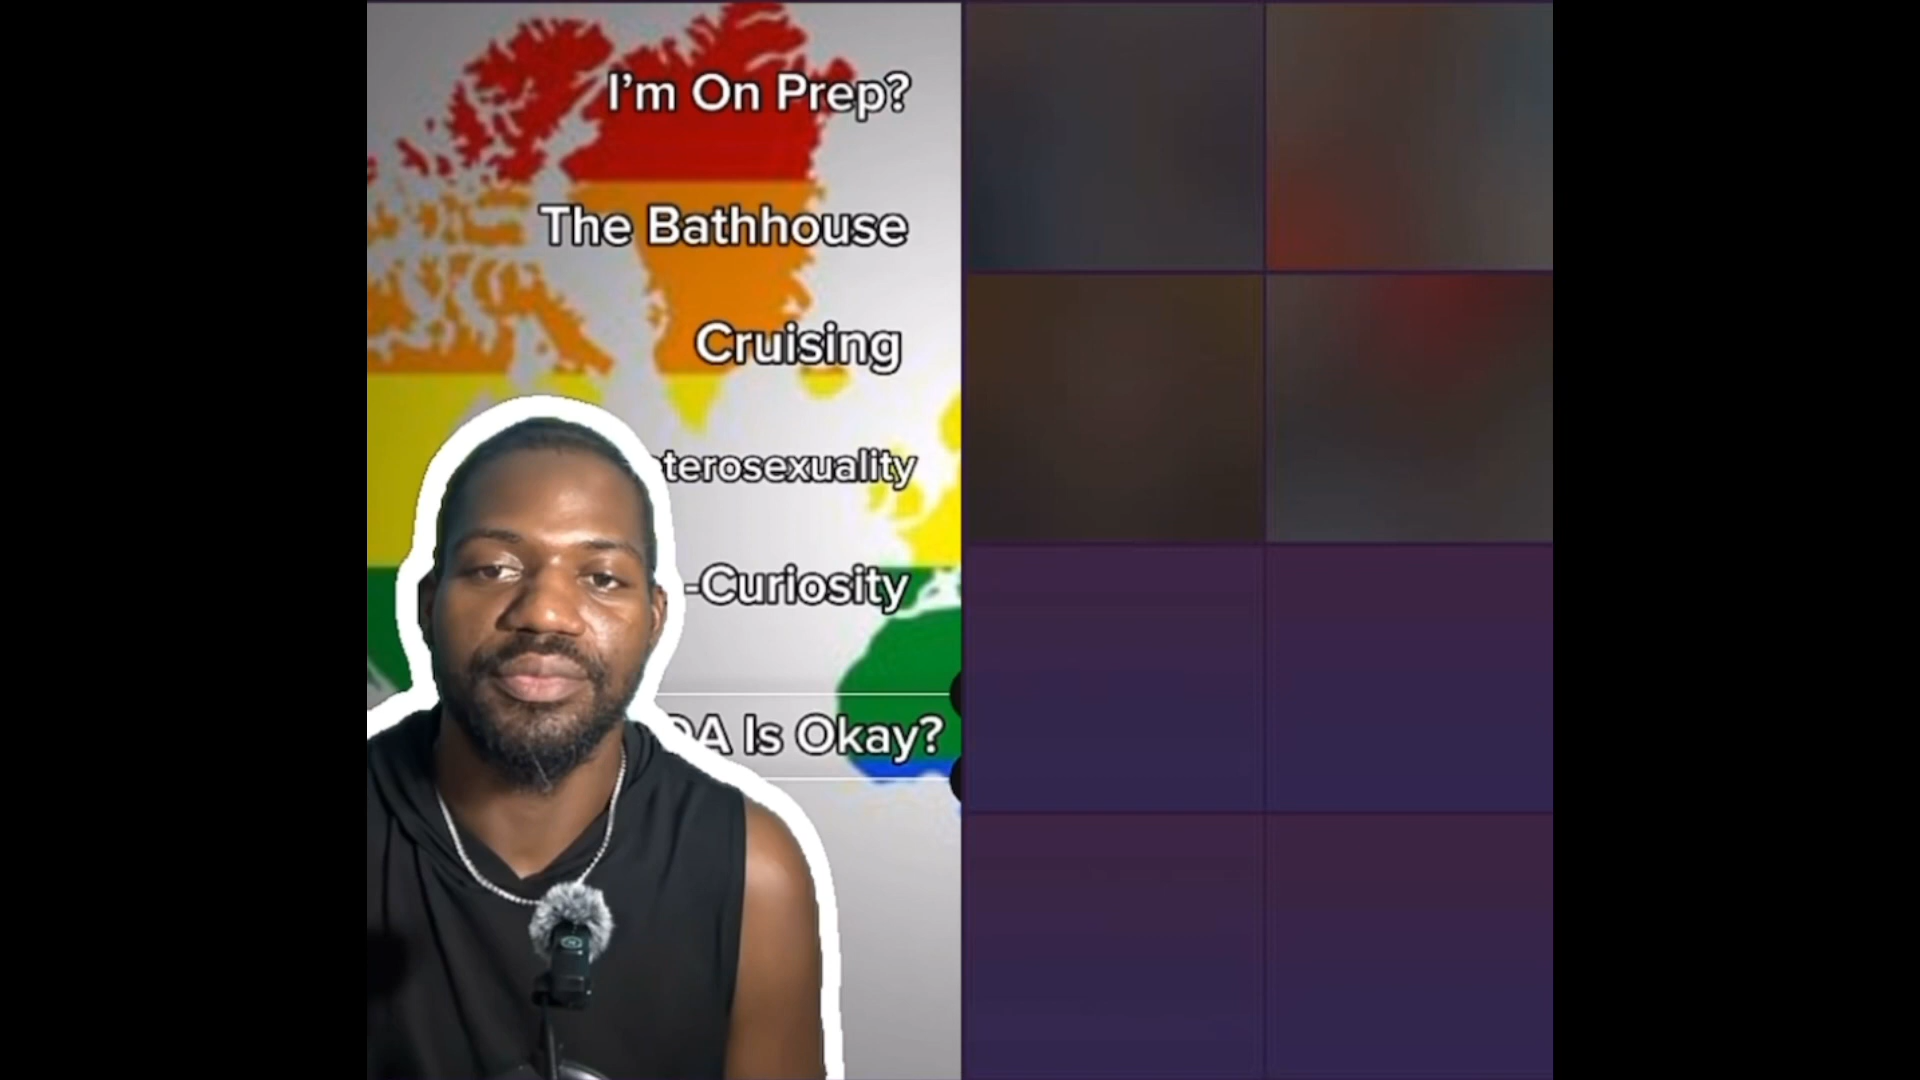 I'm On Prep?
The Bathhouse
Cruising
terosexuality
-Curiosity
Is Okay?